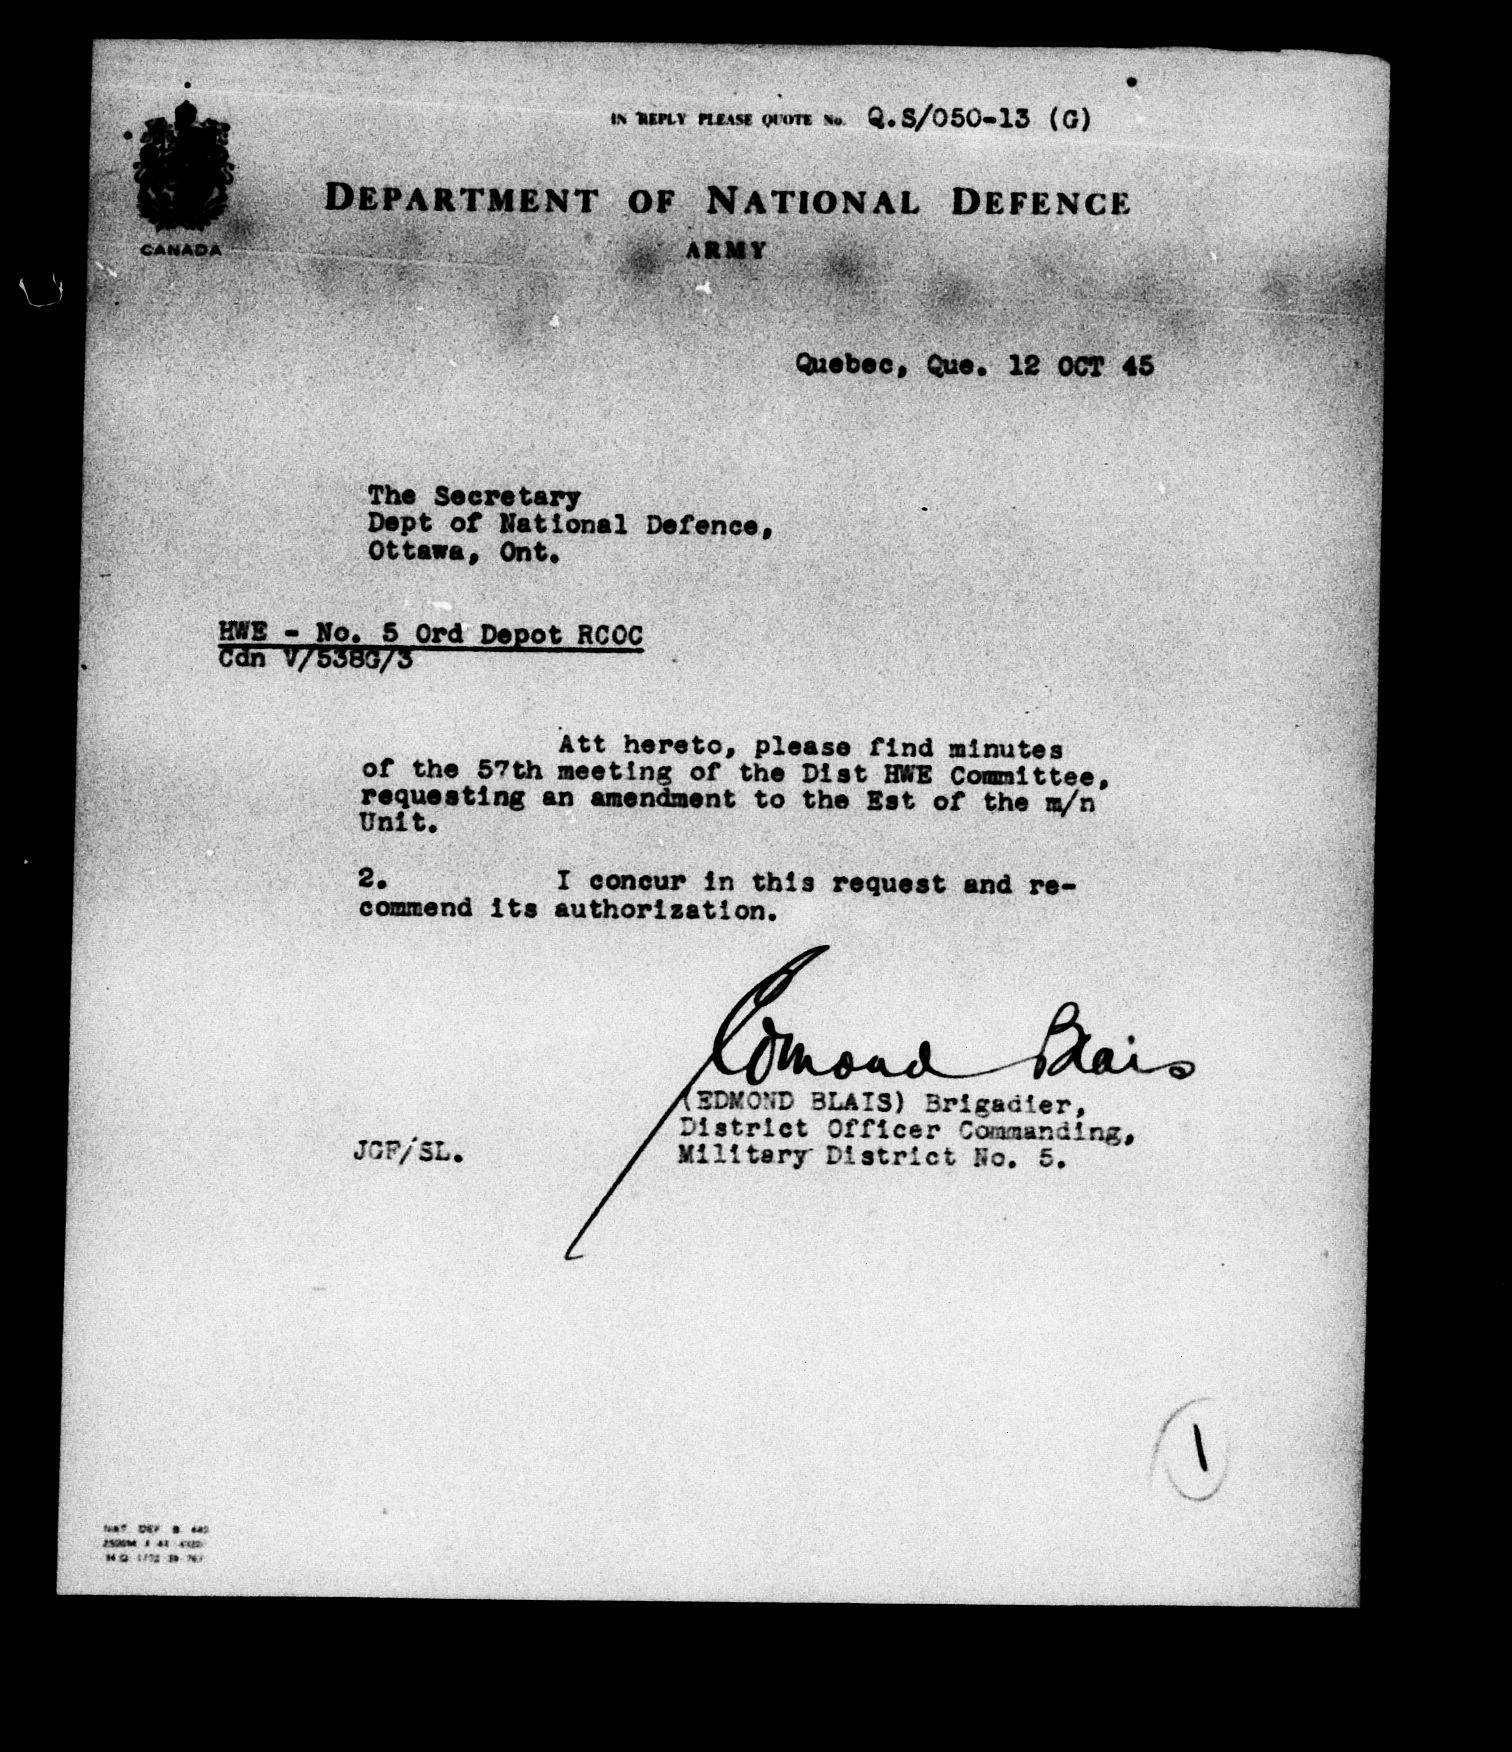 IN REPLY PLEASE QUOTE No. Q.S/050-13 (G)
DEPARTMENT OF NATIONAL DEFENCE
ARMY
CANADA
Quebec, Que. 12 OCT 45
The Secretary
Dept of National Defence,
Ottawa, Ont.
HWE - No. 5 Ord Depot RCOC
Cdn V/538G/3
Att hereto, please find minutes
of the 57th meeting of the Dist HWE Committee,
requesting an amendment to the Est of the m/n
Unit.
2. I concur in this request and re-
commend its authorization.
Edmond Blais
(EDMOND BLAIS) Brigadier,
District Officer Commanding,
Military District No. 5.
JGF/SL.
1
NAT. DEF. B